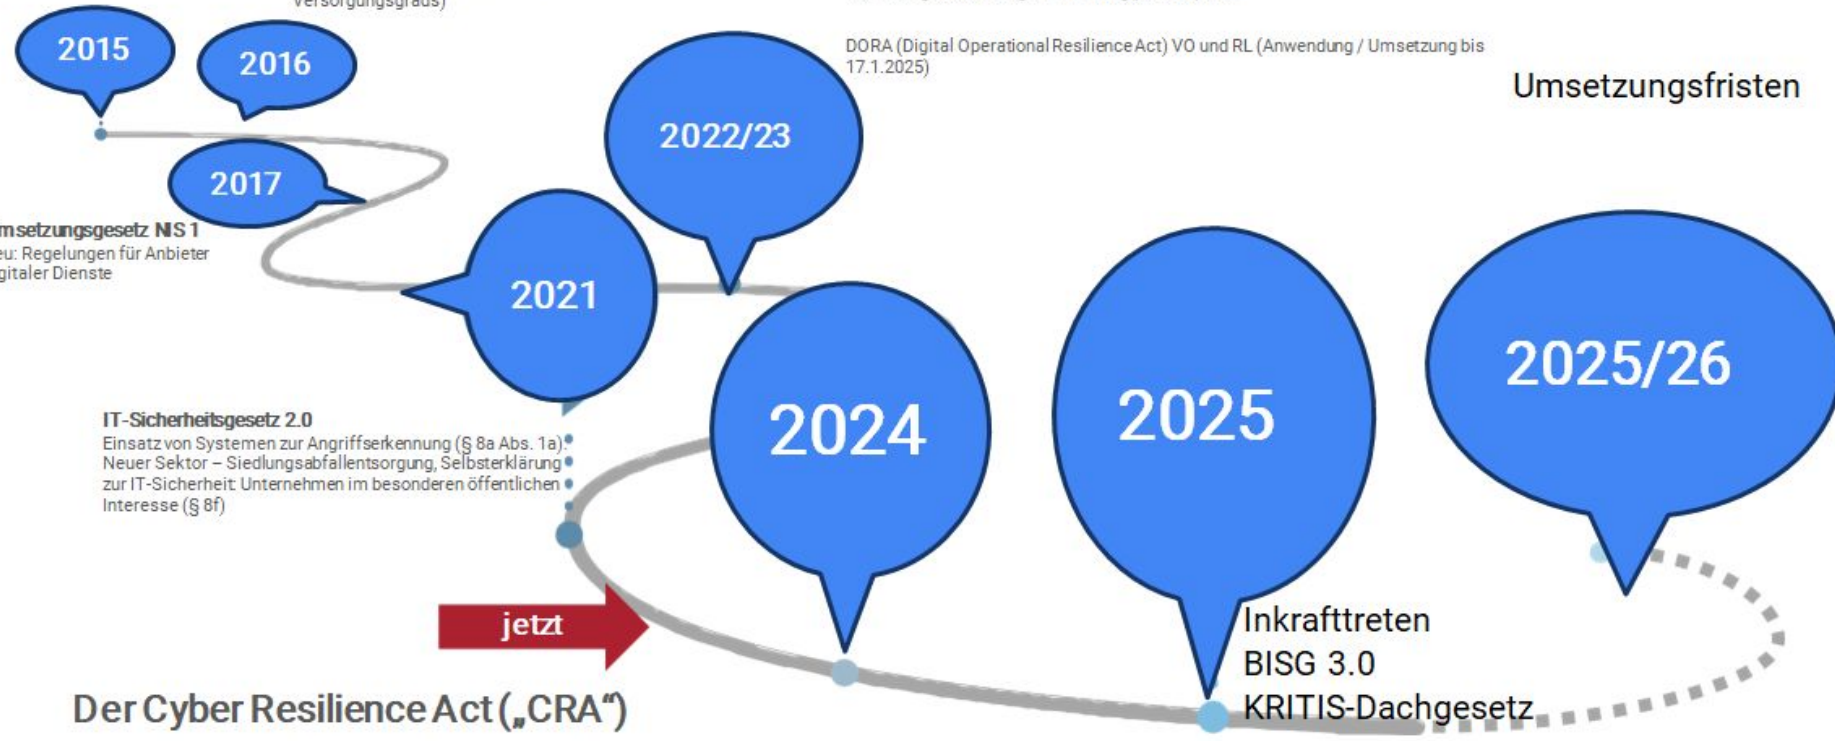 Versorgungsgrads)
2015
2016
2022/23
DORA (Digital Operational Resilience Act) VO und RL (Anwendung / Umsetzung bis
17.1.2025)
Umsetzungsfristen
2017
msetzungsgesetz NIS 1
eu: Regelungen für Anbieter
gitaler Dienste
2021
2024
2025
2025/26
IT-Sicherheitsgesetz 2.0
Einsatz von Systemen zur Angriffserkennung (§ 8a Abs. 1a).
Neuer Sektor – Siedlungsabfallentsorgung, Selbsterklärung
zur IT-Sicherheit: Unternehmen im besonderen öffentlichen
Interesse (§ 8f)
jetzt
Inkrafttreten
BISG 3.0
KRITIS-Dachgesetz
Der Cyber Resilience Act („CRA“)